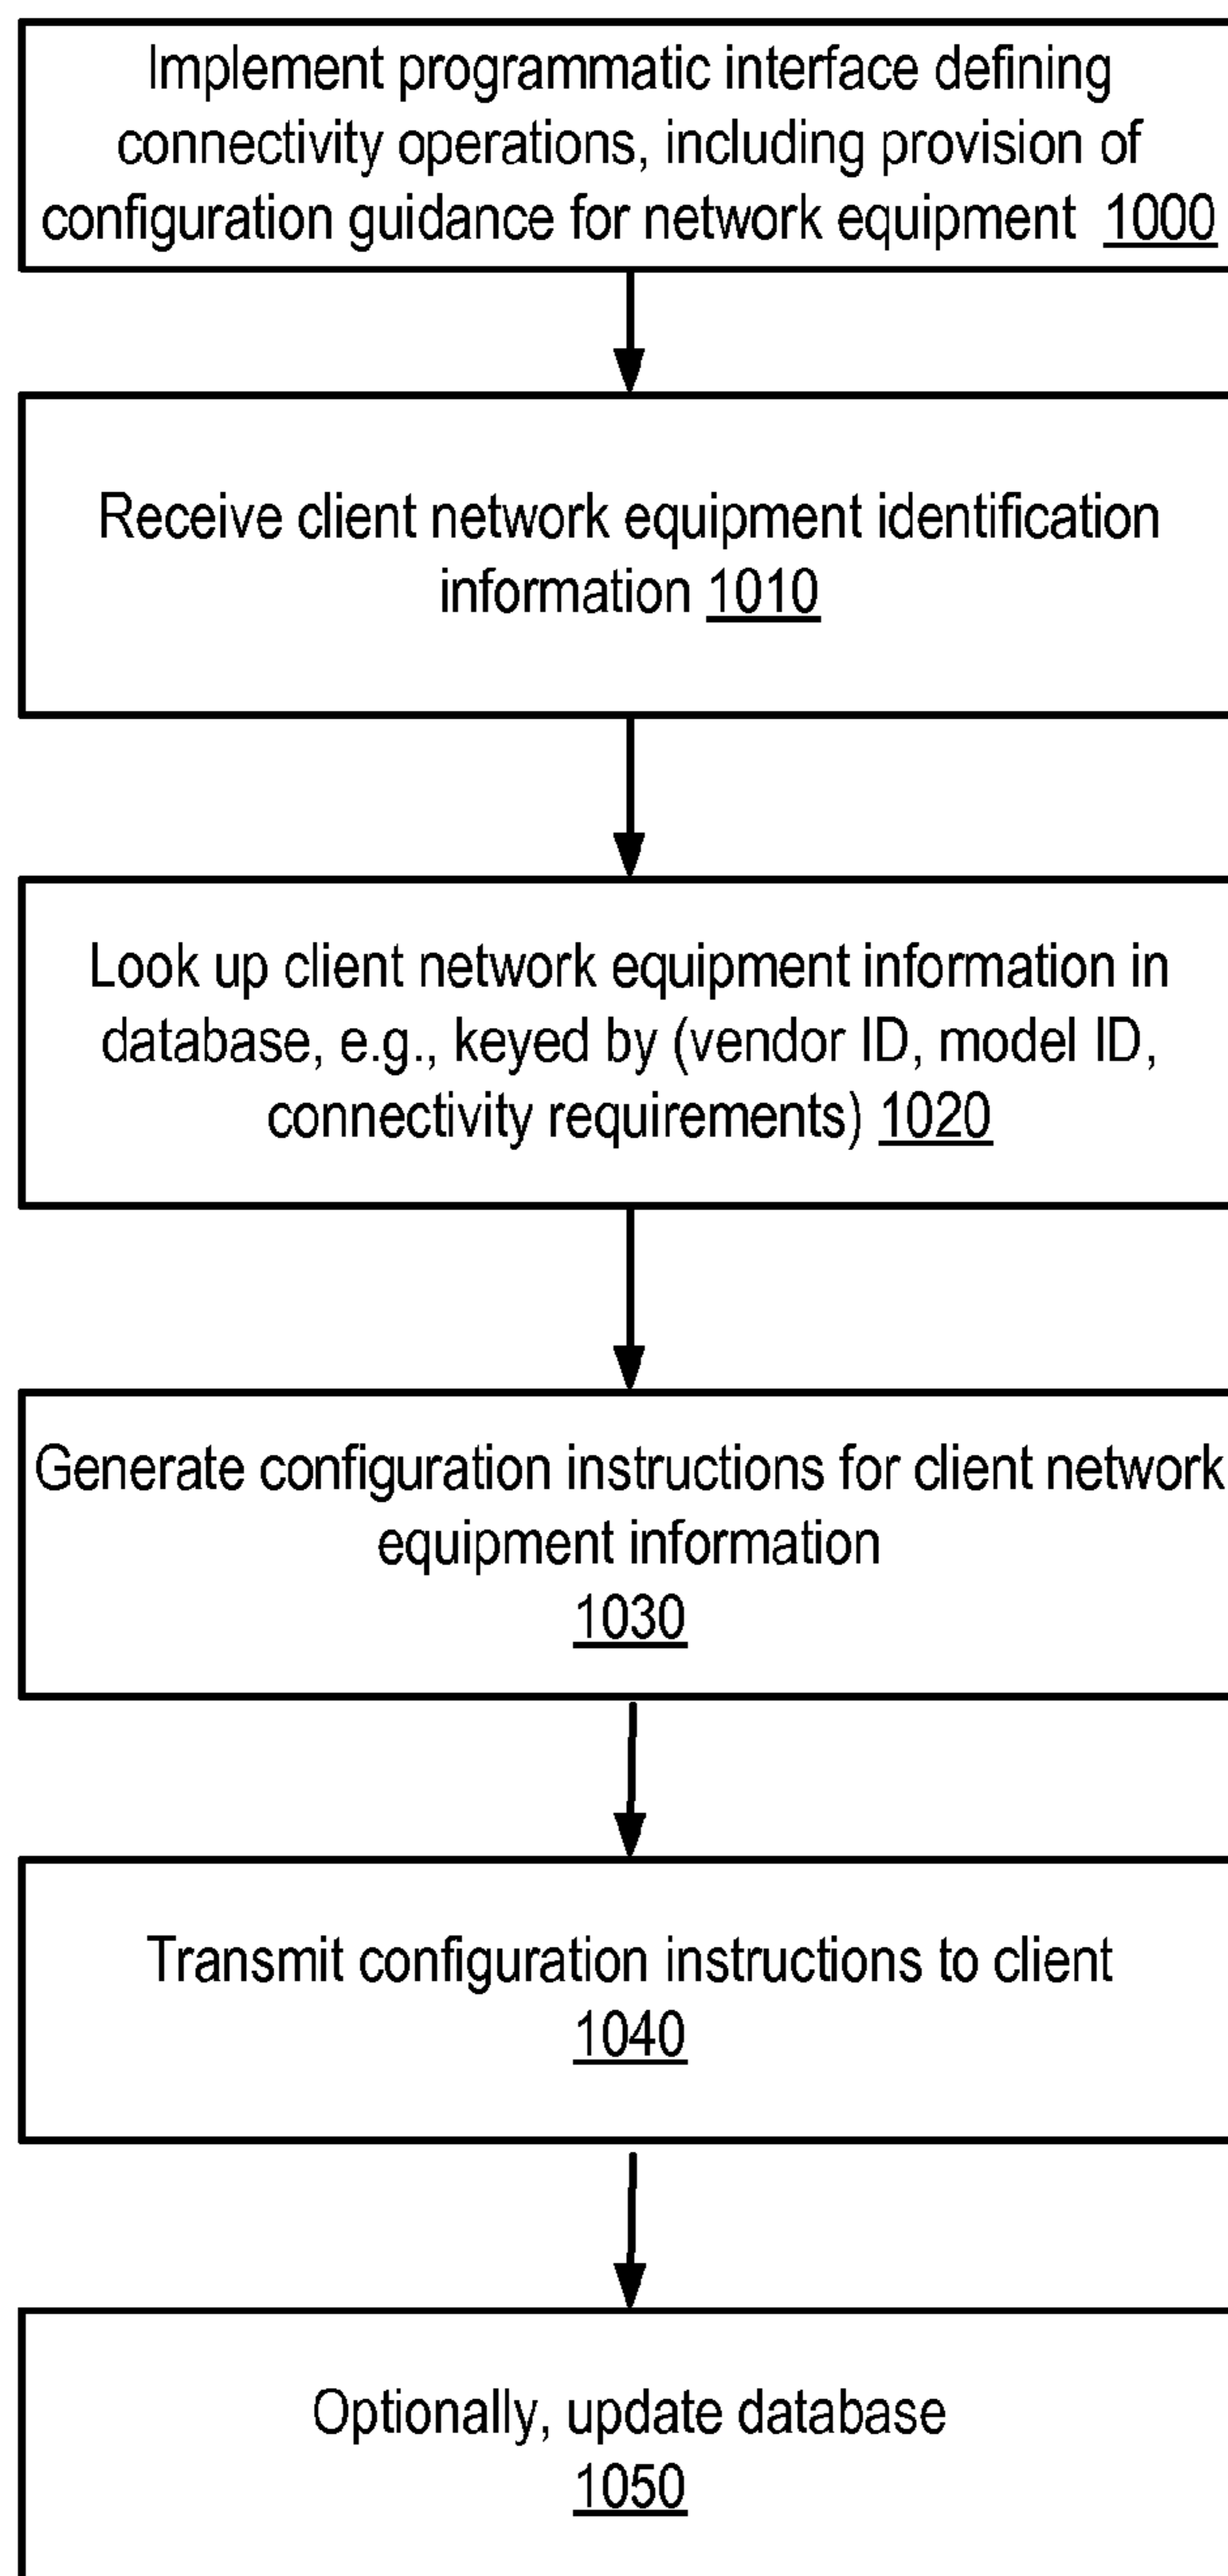 Implement programmatic interface defining
connectivity operations, including provision of
configuration guidance for network equipment 1000
Receive client network equipment identification
information 1010
Look up client network equipment information in
database, e.g., keyed by (vendor ID, model ID,
connectivity requirements) 1020
Generate configuration instructions for client network
equipment information
1030
Transmit configuration instructions to client
1040
Optionally, update database
1050